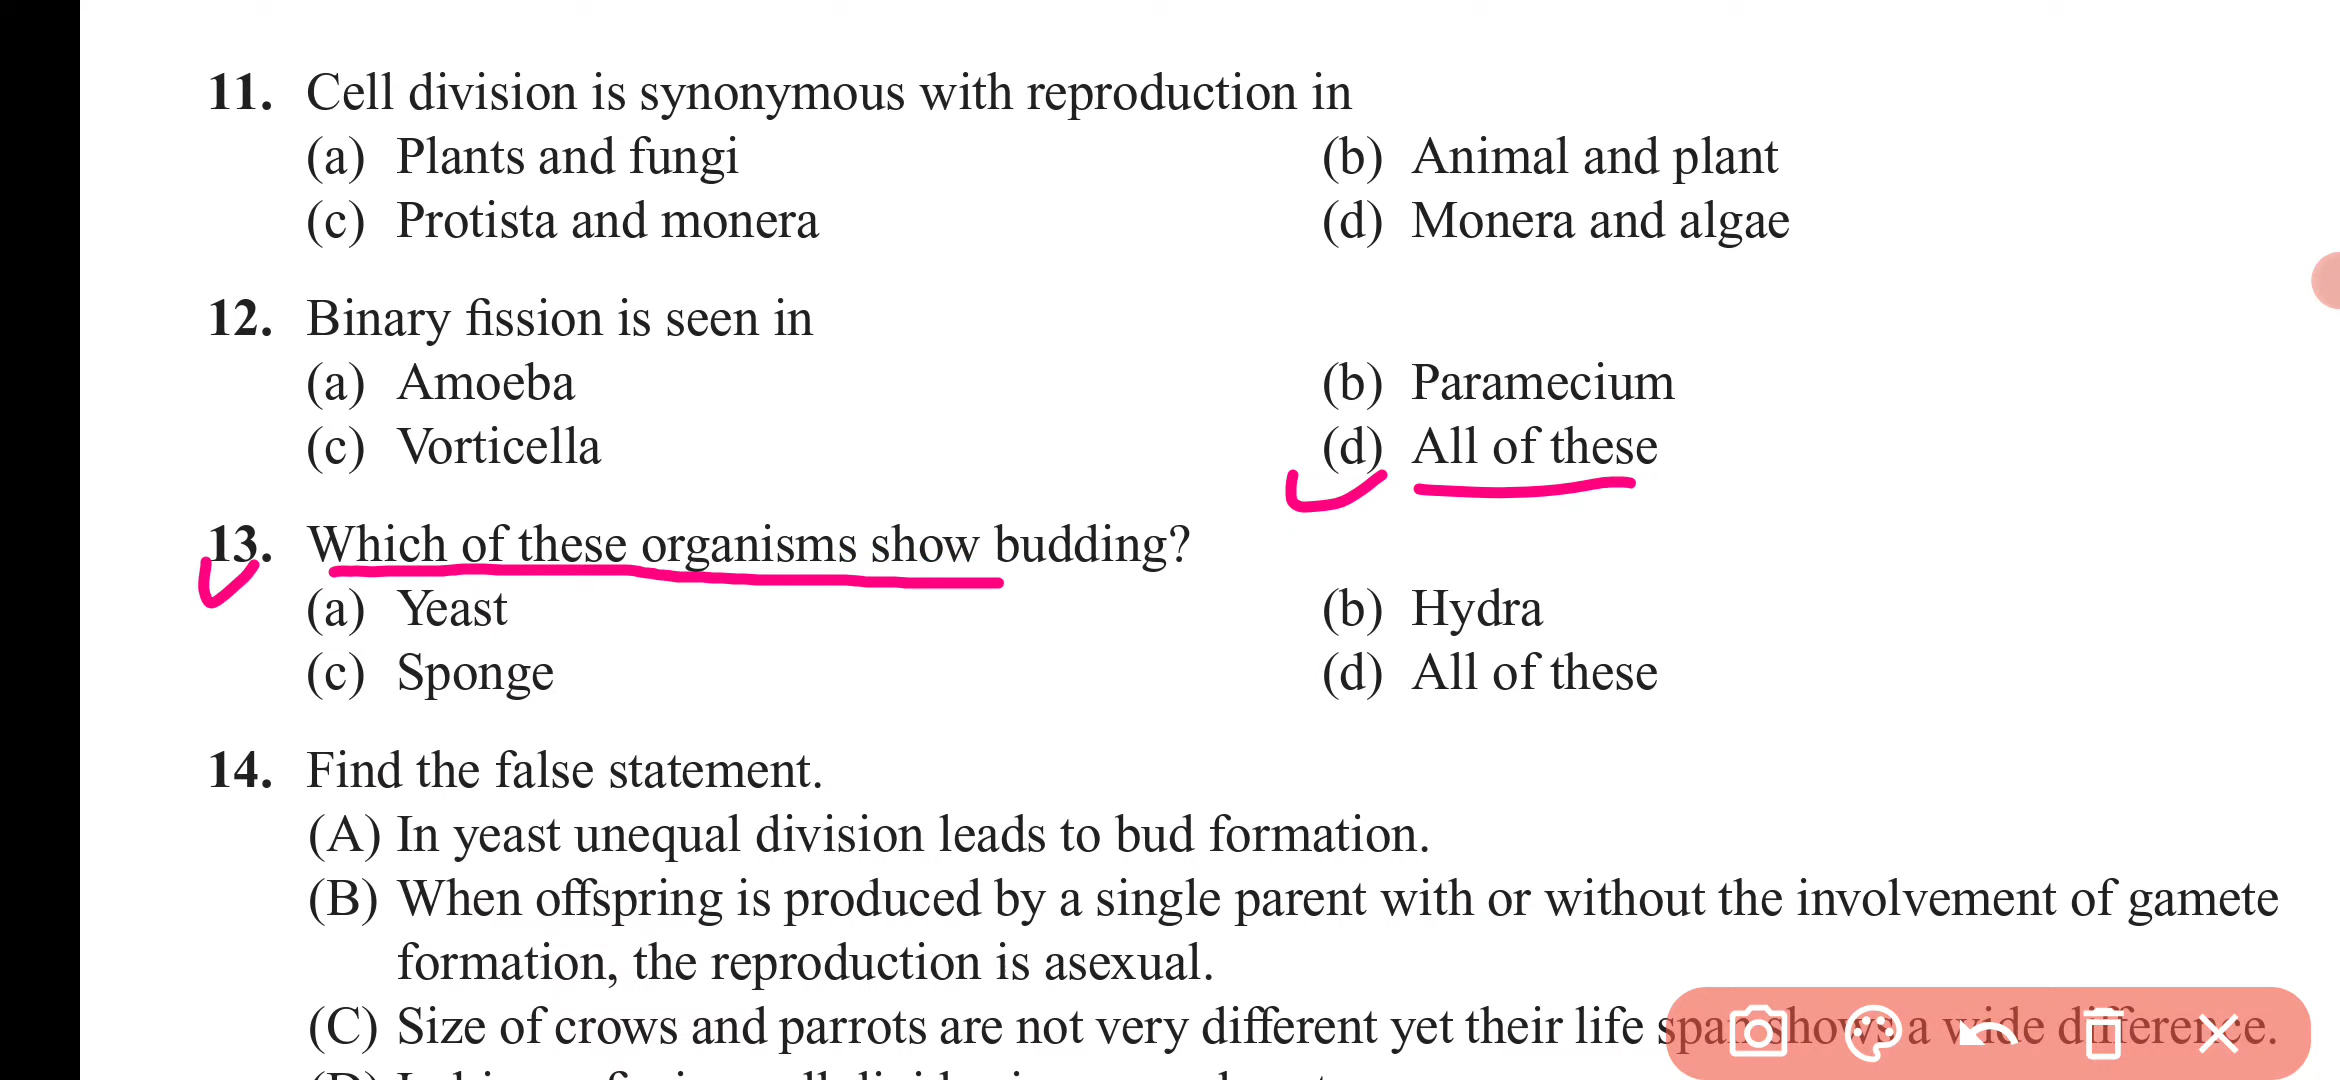 11. Cell division is synonymous with reproduction in
(a) Plants and fungi (b) Animal and plant
(c) Protista and monera (d) Monera and algae
12. Binary fission is seen in
(a) Amoeba (b) Paramecium
(c) Vorticella (d) All of these
13. Which of these organisms show budding?
(a) Yeast (b) Hydra
(c) Sponge (d) All of these
14. Find the false statement.
(A) In yeast unequal division leads to bud formation.
(B) When offspring is produced by a single parent with or without the involvement of gamete
formation, the reproduction is asexual.
(C) Size of crows and parrots are not very different yet their life span shows a wide difference.